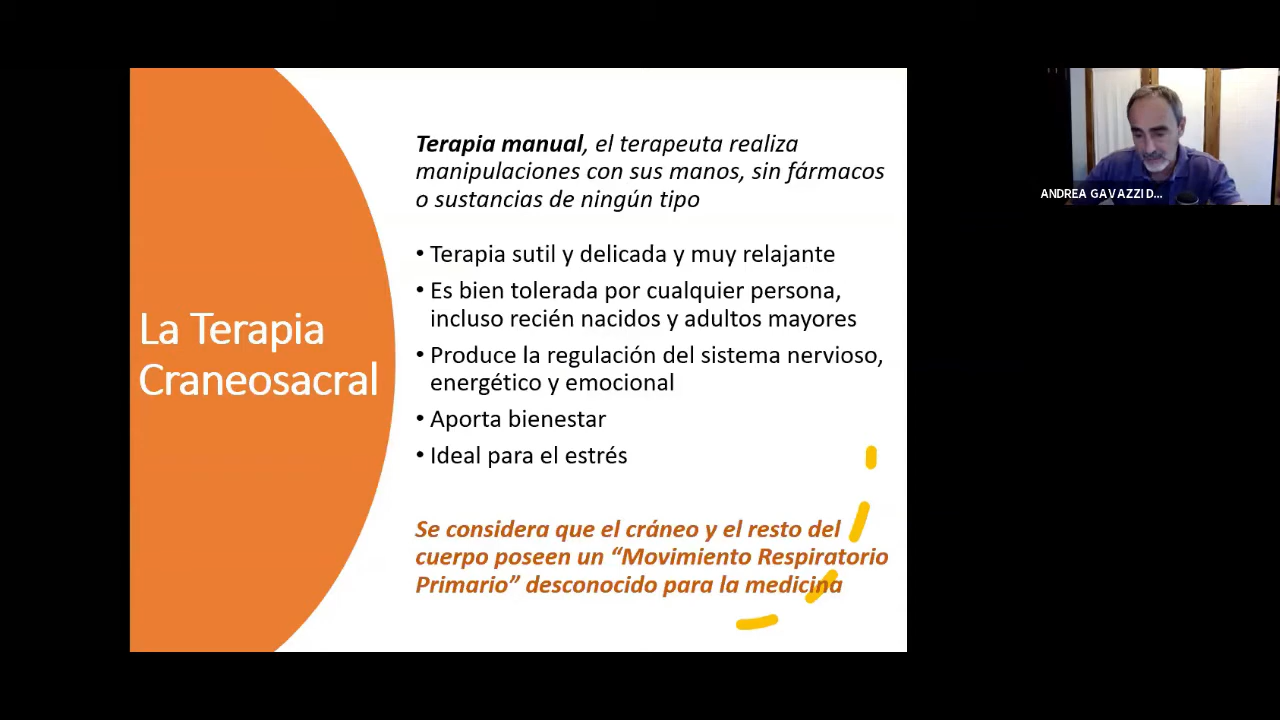 La Terapia
Craneosacral
Terapia manual, el terapeuta realiza
manipulaciones con sus manos, sin fármacos
o sustancias de ningún tipo
• Terapia sutil y delicada y muy relajante
• Es bien tolerada por cualquier persona,
incluso recién nacidos y adultos mayores
• Produce la regulación del sistema nervioso,
energético y emocional
• Aporta bienestar
• Ideal para el estrés
Se considera que el cráneo y el resto del
cuerpo poseen un “Movimiento Respiratorio
Primario” desconocido para la medicina
ANDREA GAVAZZI D...